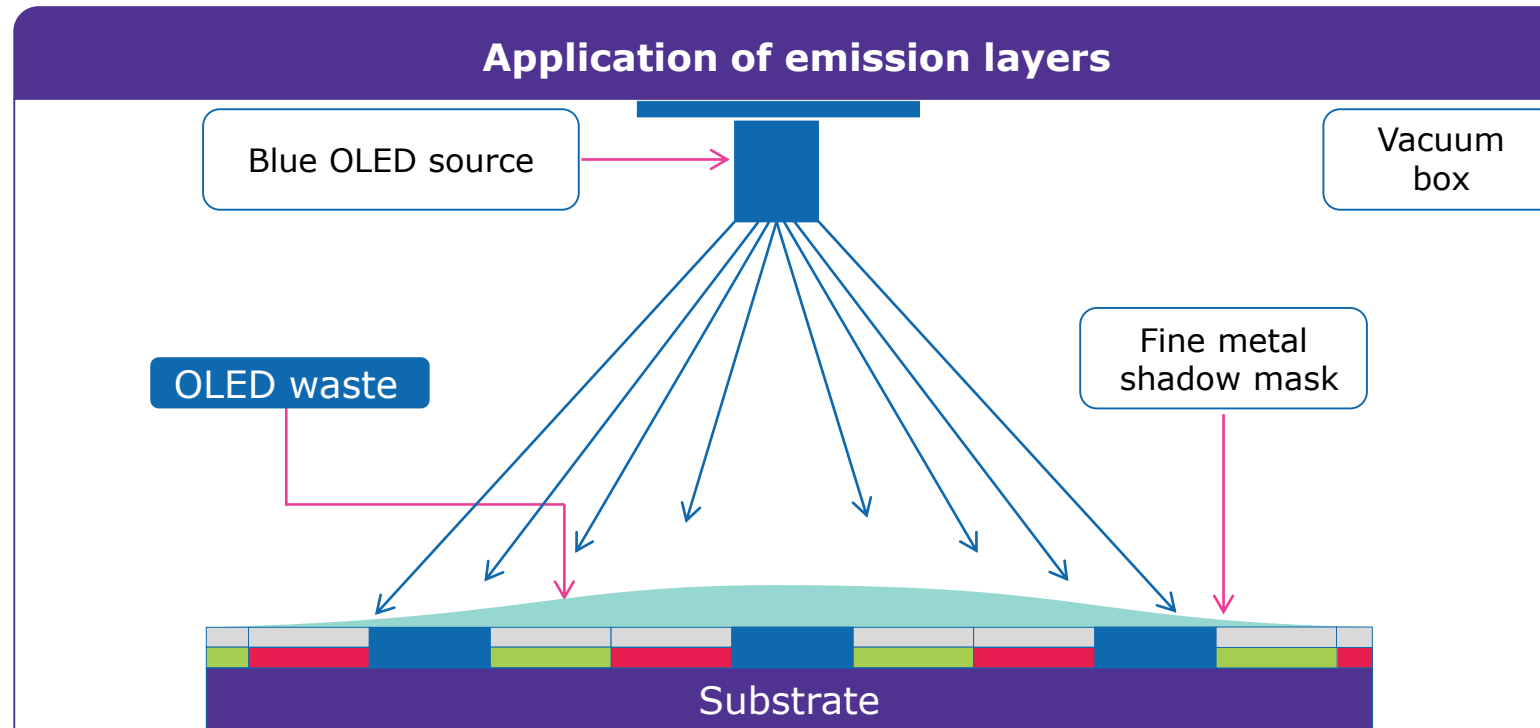 Application of emission layers
Blue OLED source
Vacuum
box
Fine metal
shadow mask
OLED waste
Substrate